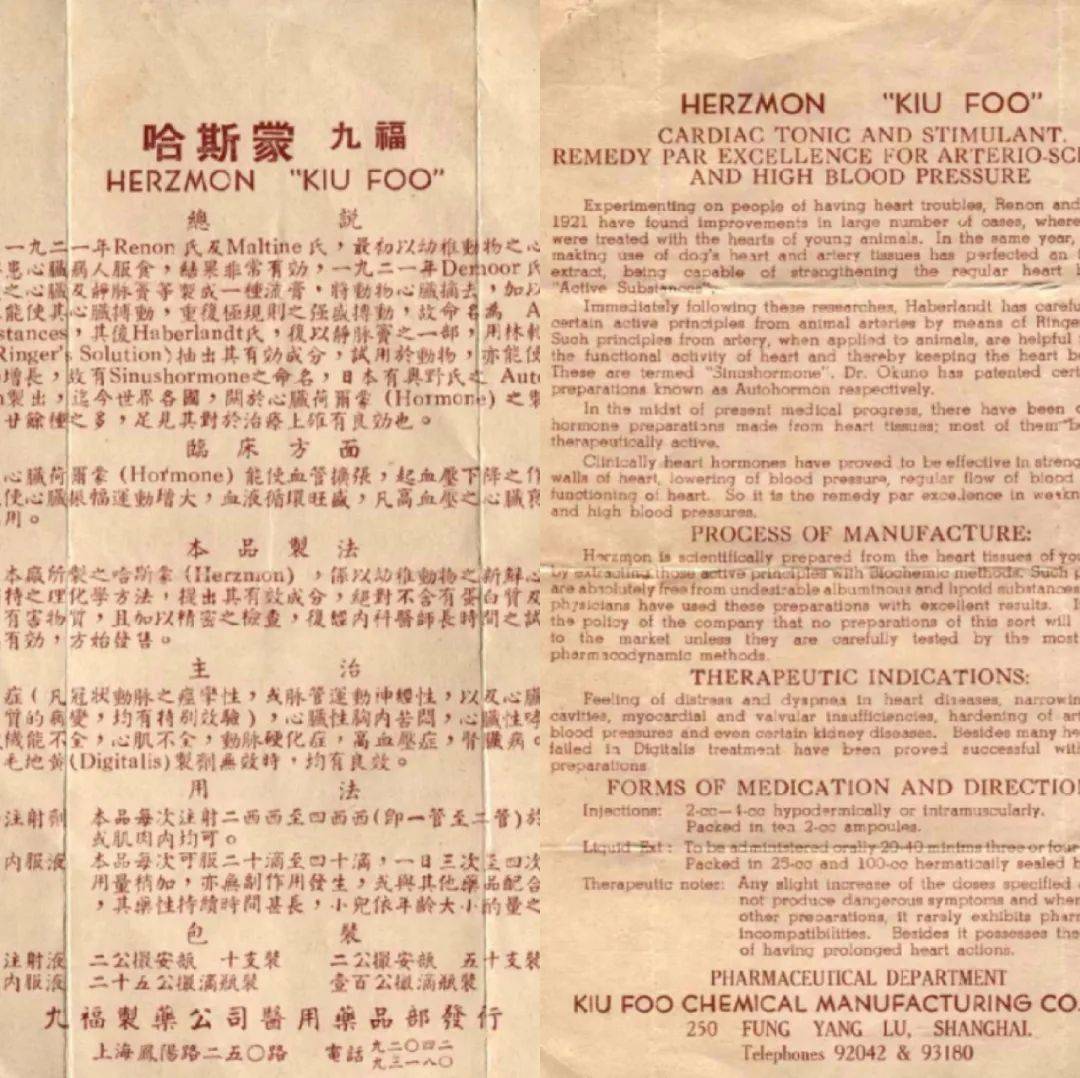 哈斯蒙 九福
HERZMON "KIU FOO"
總 說
一九二一年Renon 氏及Maltine氏，最初以幼稚動物之心
患心臟病人服食，結果非常有効，一九二一年Demoor 氏
之心臟及靜脈竇等製成一種流膏，將動物心臟摘去，加以
能使其心臟搏動，重復極規則之强盛搏動，故命名為 A
stances，其後Haberlandt氏，復以靜脈竇之一部，用林
Ringer's Solution)抽出其有効成分，試用於動物，亦能使
增長，故有Sinushormone之命名，日本有奥野氏之 Aut
製出，迄今世界各國，關於心臟荷爾蒙 (Hormone) 之製
廿餘種之多，足見其對於治療上確有良効也。
臨 床 方 面
心臟荷爾蒙 (Hormone) 能使血管擴張，起血壓下降之作
使心臟振幅運動增大，血液循環旺盛，凡高血壓之心臟
用。
本 品 製 法
本廠所製之哈斯蒙 (Herzmon) ，係以幼稚動物之新鮮心
特之理化學方法，提出其有效成分，絕對不含有蛋白質及
有害物質，且加以精密之檢查，復經内科醫師長時間之試
有効，方始發售。
主 治
症 ( 凡冠狀動脉之痙攣性，或脉管運動神經性，以及心臟
質的病變，均有特别效驗 ) ，心臟性胸内苦悶，心臟性
機能不全，心肌不全，動脉硬化症，高血壓症，腎臟病。
毛地黄 (Digitalis) 製劑無效時，均有良效。
用 法
注射劑 本品每次注射二西西至四西西(即一管至二管)於
或肌肉内均可。
内服液 本品每次可服二十滴至四十滴，一日三次至四次
用量稍加，亦無副作用發生，或與其他藥品配合
，其藥性持續時間甚長，小兒依年齡大小酌量之
包 裝
注射液 二公撮安瓿 十支裝 二公撮安瓿 五十支裝
内服液 二十五公撮滴瓶裝 壹百公撮滴瓶裝
九福製藥公司醫用藥品部發行
上海鳳陽路二五〇路 電話 九二〇四二
九三一八〇
HERZMON "KIU FOO"
CARDIAC TONIC AND STIMULANT.
REMEDY PAR EXCELLENCE FOR ARTERIO-SC
AND HIGH BLOOD PRESSURE
Experimenting on people of having heart troubles, Renon and
1921 have found improvements in large number of cases, where
were treated with the hearts of young animals. In the same year,
making use of dog's heart and artery tissues has perfected an
extract, being capable of strengthening the regular heart
"Active Substances".
Immediately following these researches, Haberlandt has caref
certain active principles from animal arteries by means of Ringe
Such principles from artery, when applied to animals, are helpful
the functional activity of heart and thereby keeping the heart be
These are termed "Sinushormone". Dr. Okuno has patented cert
preparations known as Autohormon respectively.
In the midst of present medical progress, there have been
hormone preparations made from heart tissues; most of them be
therapeutically active.
Clinically heart hormones have proved to be effective in streng
walls of heart, lowering of blood pressure, regular flow of blood
functioning of heart. So it is the remedy par excellence in weakn
and high blood pressures.
PROCESS OF MANUFACTURE:
Herzmon is scientifically prepared from the heart tissues of yo
by extracting those active principles with Biochemic methods. Such p
are absolutely free from undesirable albuminous and lipoid substances
physicians have used these preparations with excellent results. I
the policy of the company that no preparations of this sort will
to the market unless they are carefully tested by the most
pharmacodynamic methods.
THERAPEUTIC INDICATIONS:
Feeling of distress and dyspnea in heart diseases, narrowin
cavities, myocardial and valvular insufficiencies, hardening of ar
blood pressures and even certain kidney diseases. Besides many he
failed in Digitalis treatment have been proved successful with
preparations
FORMS OF MEDICATION AND DIRECTIO
Injections: 2-cc—4-cc hypodermically or intramuscularly.
Packed in ten 2-cc ampoules.
Liquid Ext : To be administered orally 20-40 minims three or four
Packed in 25-cc and 100-cc hermatically sealed b
Therapeutic notes: Any slight increase of the doses specified
not produce dangerous symptoms and when
other preparations, it rarely exhibits phar
incompatibilities. Besides it possesses the
of having prolonged heart actions.
PHARMACEUTICAL DEPARTMENT
KIU FOO CHEMICAL MANUFACTURING CO.
250 FUNG YANG LU, SHANGHAI.
Telephones 92042 & 93180